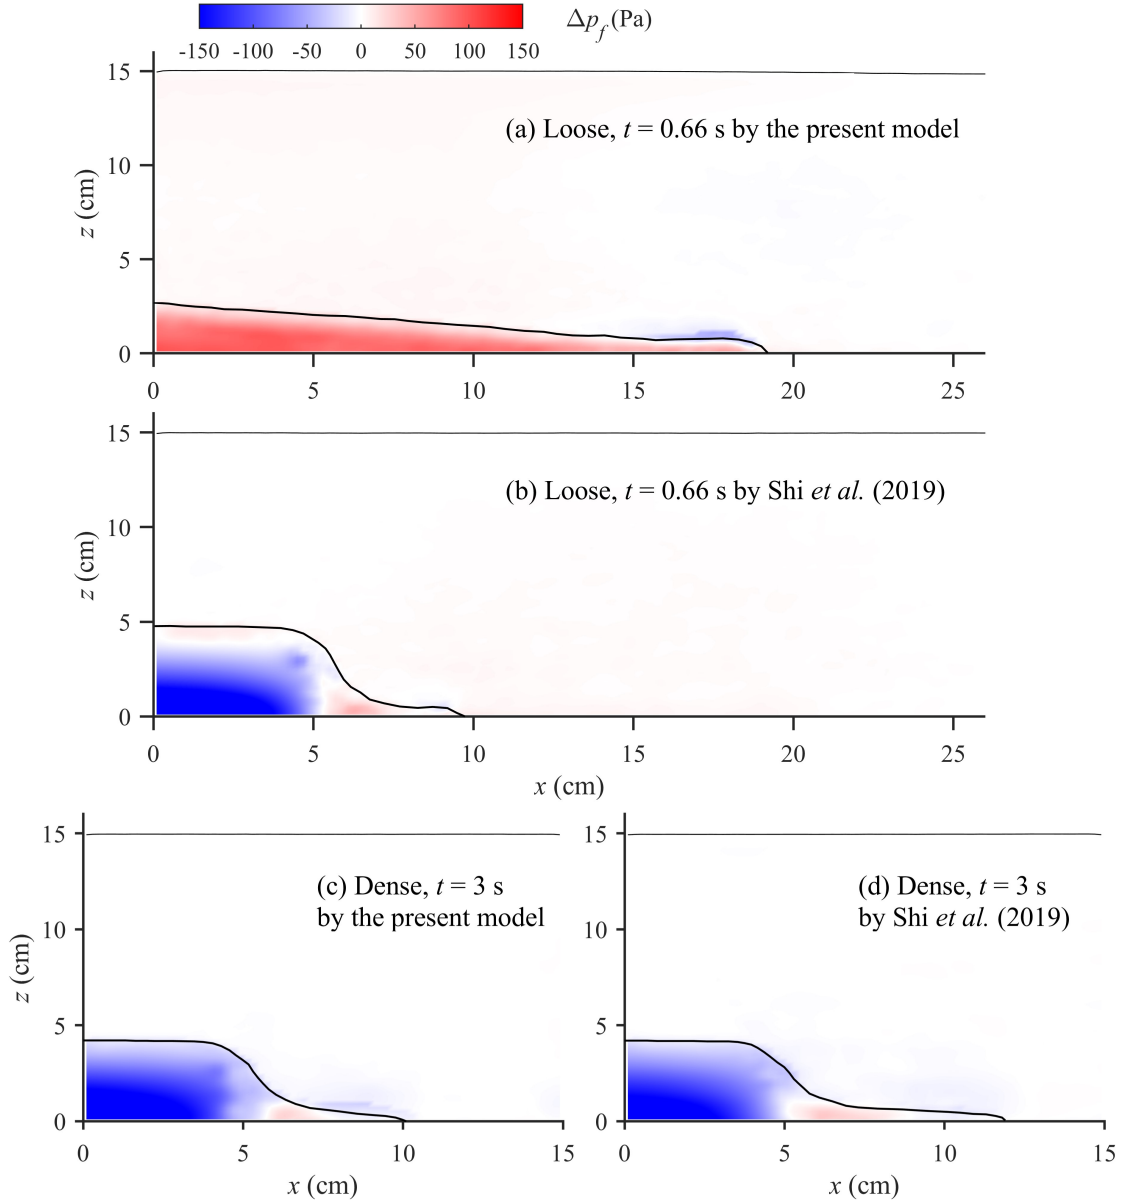 Δp_f (Pa)
-150 -100 -50 0 50 100 150
15
(a) Loose, t = 0.66 s by the present model
10
z (cm)
5
0
0 5 10 15 20 25
15
(b) Loose, t = 0.66 s by Shi et al. (2019)
10
z (cm)
5
0
0 5 10 15 20 25
x (cm)
15
(c) Dense, t = 3 s
by the present model
10
z (cm)
5
0
0 5 10 15
x (cm)
15
(d) Dense, t = 3 s
by Shi et al. (2019)
10
5
0
0 5 10 15
x (cm)